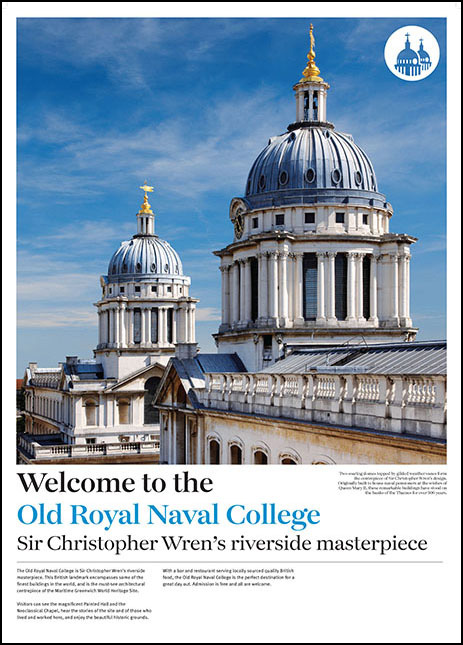 Two soaring domes topped by gilded weathervanes form
the centrepiece of Sir Christopher Wren's design.
Originally built to house naval pensioners at the wishes of
Queen Mary II, these remarkable buildings have stood on
the banks of the Thames for over 300 years.
Welcome to the
Old Royal Naval College
Sir Christopher Wren's riverside masterpiece
The Old Royal Naval College is Sir Christopher Wren's riverside
masterpiece. This British landmark encompasses some of the
finest buildings in the world, and is the must-see architectural
centrepiece of the Maritime Greenwich World Heritage Site.
Visitors can see the magnificent Painted Hall and the
Neoclassical Chapel, hear the stories of the site and of those who
lived and worked here, and enjoy the beautiful historic grounds.
With a bar and restaurant serving locally sourced quality British
food, the Old Royal Naval College is the perfect destination for a
great day out. Admission is free and all are welcome.